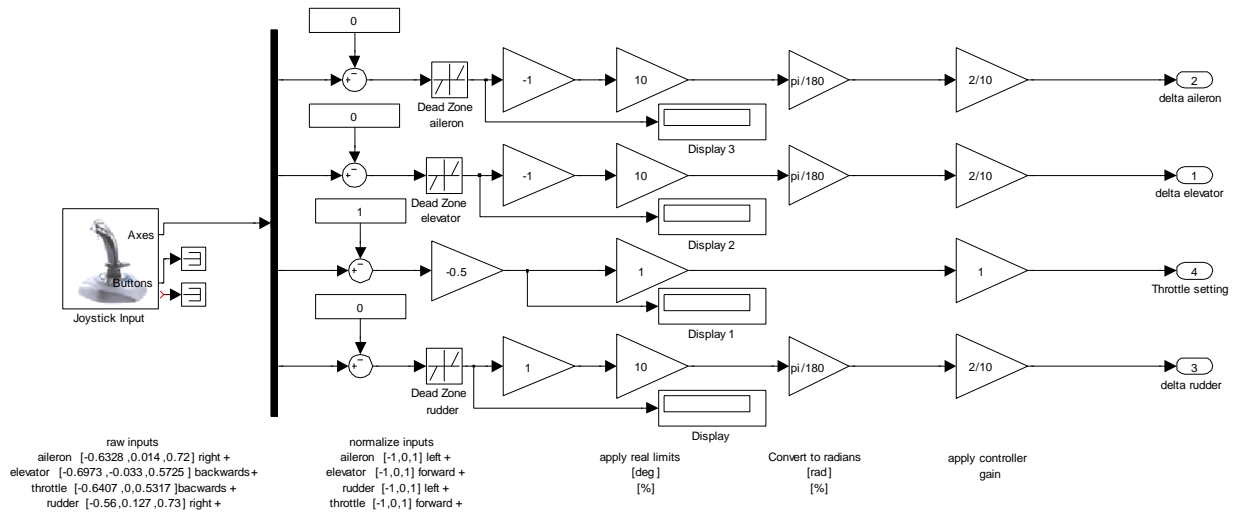 0
-1
10
pi/180
2/10
2
Dead Zone
aileron
Display 3
delta aileron
0
-1
10
pi/180
2/10
1
Dead Zone
elevator
Display 2
delta elevator
Axes
Buttons
Joystick Input
1
-0.5
1
1
4
Display 1
Throttle setting
0
1
10
pi/180
2/10
3
Dead Zone
rudder
Display
delta rudder
raw inputs
aileron [-0.6328 ,0.014 ,0.72] right +
elevator [-0.6973 ,-0.033 ,0.5725 ] backwards+
throttle [-0.6407 ,0,0.5317 ]bacwards +
rudder [-0.56,0.127 ,0.73] right +
normalize inputs
aileron [-1,0,1] left +
elevator [-1,0,1] forward +
rudder [-1,0,1] left +
throttle [-1,0,1] forward +
apply real limits
[deg ]
[%]
Convert to radians
[rad]
[%]
apply controller
gain